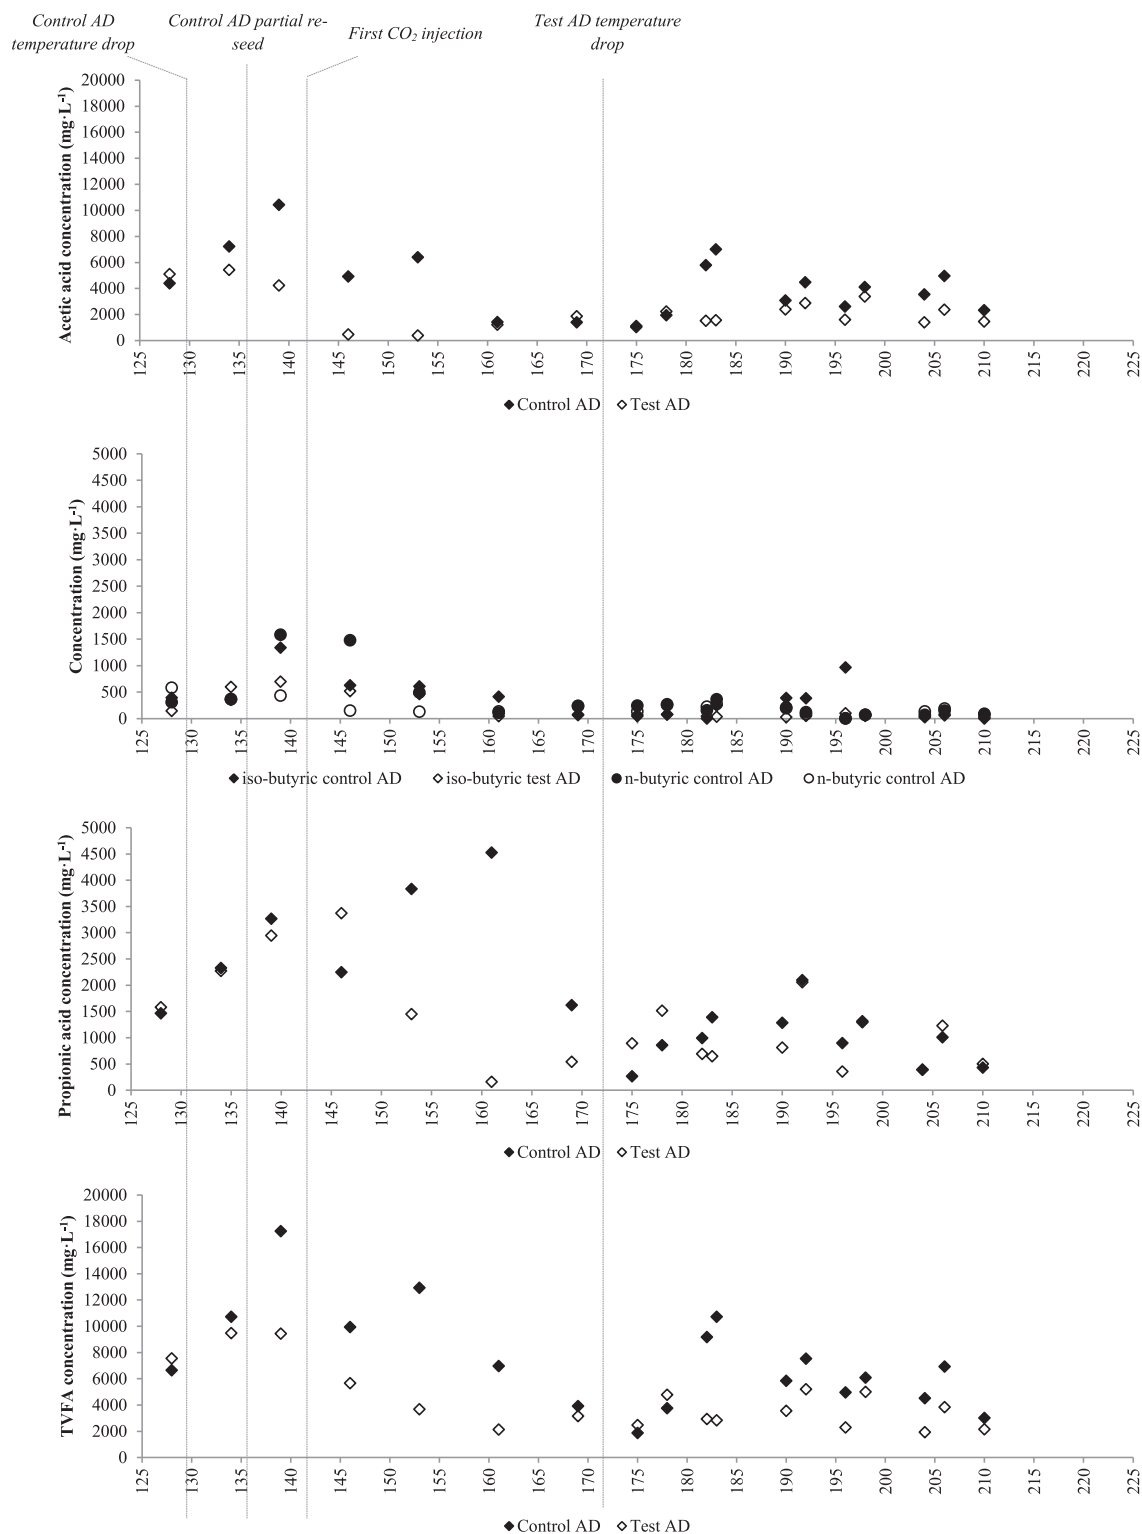 Control AD
temperature drop
Control AD partial re-
seed
First CO2 injection
Test AD temperature
drop
Acetic acid concentration (mg·L-1)
20000
18000
16000
14000
12000
10000
8000
6000
4000
2000
0
125 130 135 140 145 150 155 160 165 170 175 180 185 190 195 200 205 210 215 220 225
Control AD Test AD
Concentration (mg·L-1)
5000
4500
4000
3500
3000
2500
2000
1500
1000
500
0
125 130 135 140 145 150 155 160 165 170 175 180 185 190 195 200 205 210 215 220 225
iso-butyric control AD iso-butyric test AD n-butyric control AD n-butyric control AD
Propionic acid concentration (mg·L-1)
5000
4500
4000
3500
3000
2500
2000
1500
1000
500
0
125 130 135 140 145 150 155 160 165 170 175 180 185 190 195 200 205 210 215 220 225
Control AD Test AD
TVFA concentration (mg·L-1)
20000
18000
16000
14000
12000
10000
8000
6000
4000
2000
0
125 130 135 140 145 150 155 160 165 170 175 180 185 190 195 200 205 210 215 220 225
Control AD Test AD